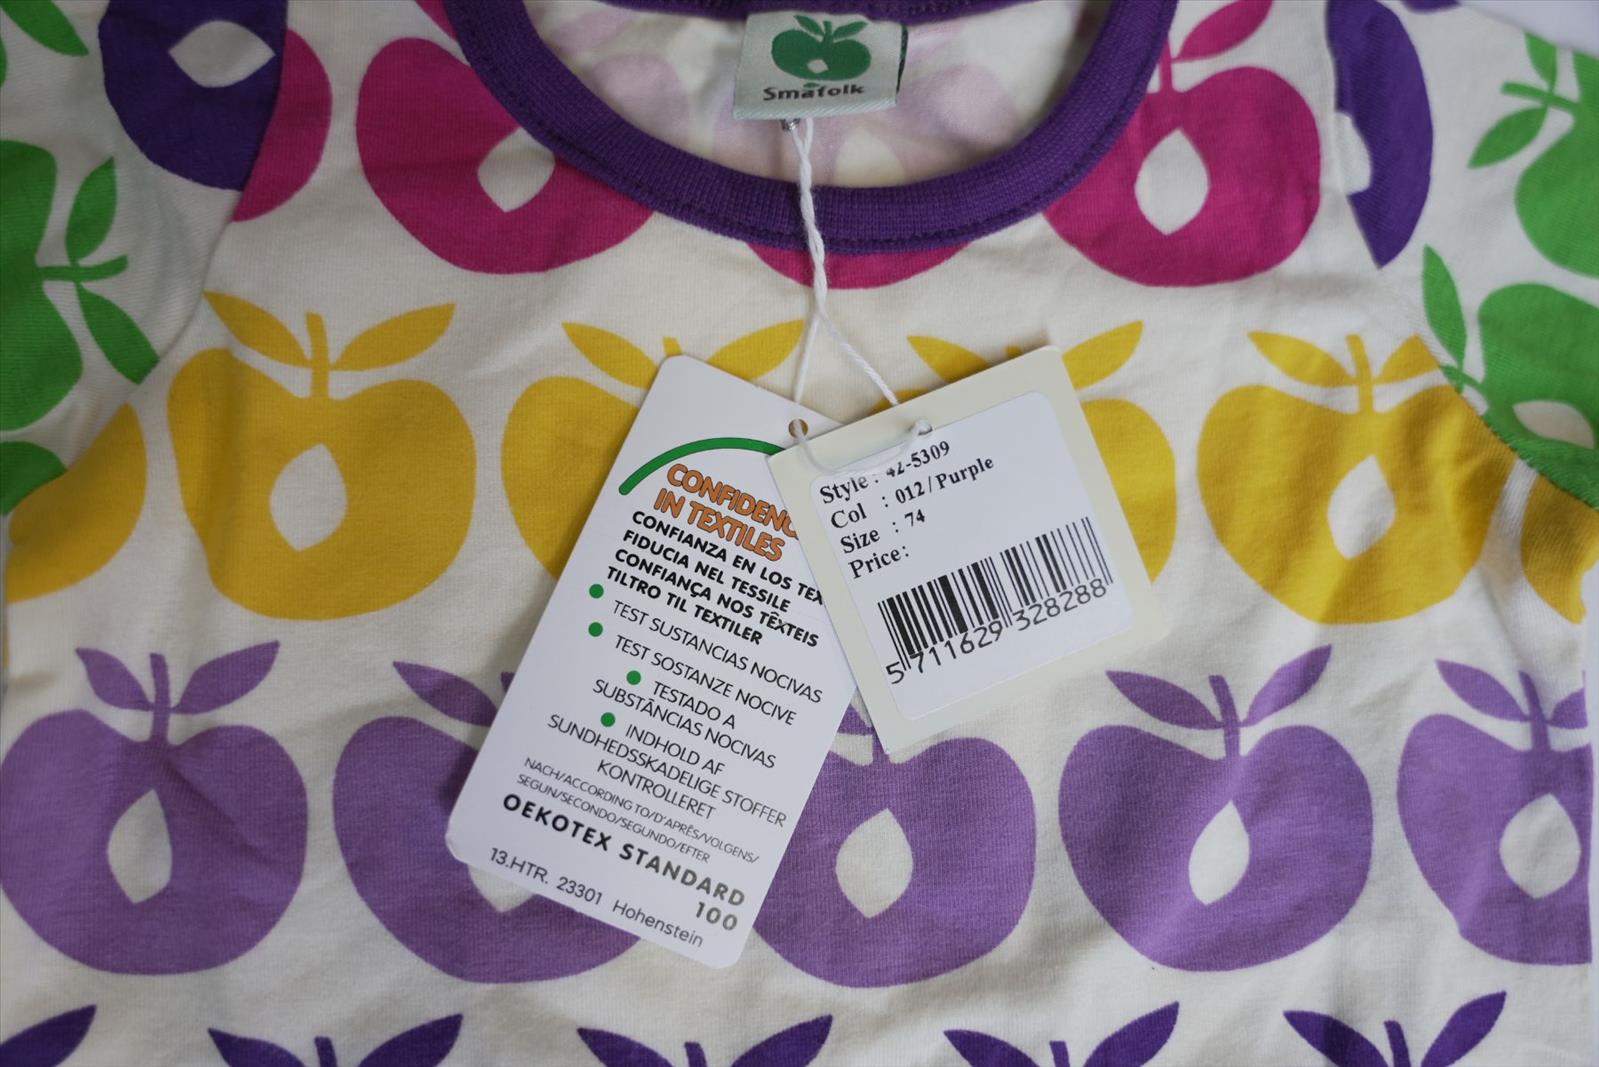 Småfolk
CONFIDENC
IN TEXTILES
CONFIANZA EN LOS TEX
FIDUCIA NEL TESSILE
CONFIANÇA NOS TÊXTEIS
TILTRO TIL TEXTILER
TEST SUSTANCIAS NOCIVAS
TEST SOSTANZE NOCIVE
TESTADO A
SUBSTÂNCIAS NOCIVAS
INDHOLD AF
SUNDHEDSSKADELIGE STOFFER
KONTROLLERET
NACH/ACCORDING TO/D'APRÈS/VOLGENS/
SEGUN/SECONDO/SEGUNDO/EFTER
OEKOTEX STANDARD
100
13.HTR. 23301 Hohenstein
Style : 42-5309
Col : 012/Purple
Size : 74
Price:
5 711629 328288